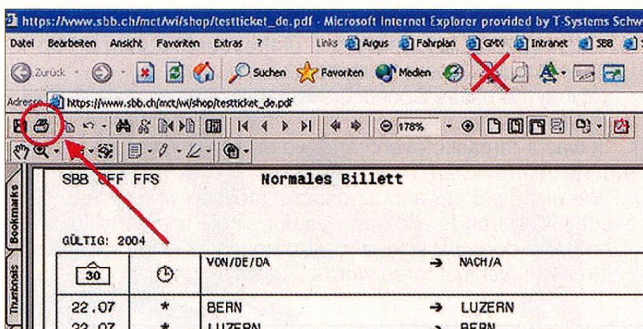 https://www.sbb.ch/mct/wi/shop/testticket_de.pdf - Microsoft Internet Explorer provided by T-Systems Schw
Datei Bearbeiten Ansicht Favoriten Extras ? Links Argus Fahrplan GMX Intranet SBB
Zurück Suchen Favoriten Medien
Adresse https://www.sbb.ch/mct/wi/shop/testticket_de.pdf
178%
Bookmarks
SBB CFF FFS Normales Billett
GÜLTIG: 2004
Thumbnails
30 VON/DE/DA → NACH/A
22.07 * BERN → LUZERN
22.07 * LUZERN → BERN